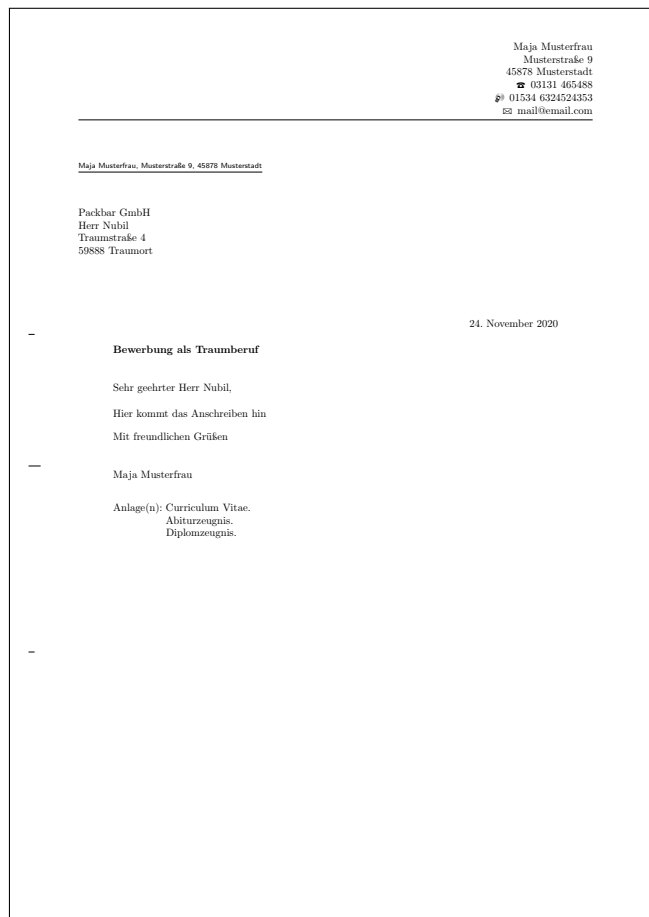 Maja Musterfrau
Musterstraße 9
45878 Musterstadt
☎ 03131 465488
01534 6324524353
✉ mail@email.com
Maja Musterfrau, Musterstraße 9, 45878 Musterstadt
Packbar GmbH
Herr Nubil
Traumstraße 4
59888 Traumort
24. November 2020
Bewerbung als Traumberuf
Sehr geehrter Herr Nubil,
Hier kommt das Anschreiben hin
Mit freundlichen Grüßen
Maja Musterfrau
Anlage(n): Curriculum Vitae.
Abiturzeugnis.
Diplomzeugnis.